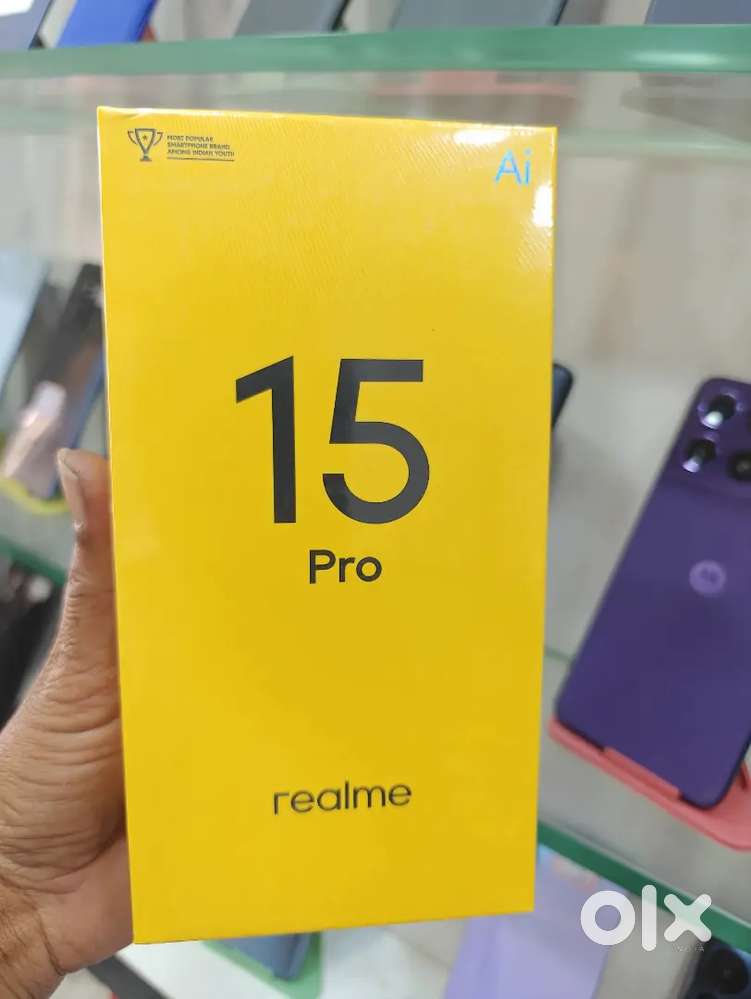 MOST POPULAR
SMARTPHONE BRAND
AMONG INDIAN YOUTH
Ai
15
Pro
realme
olx